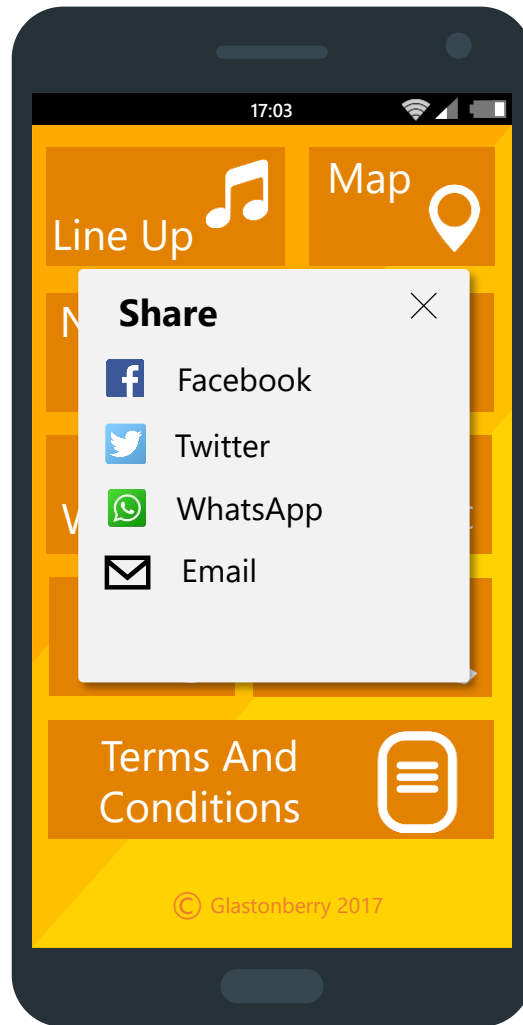 17:03
Line Up
Map
Share
Facebook
Twitter
WhatsApp
Email
Terms And
Conditions
© Glastonberry 2017